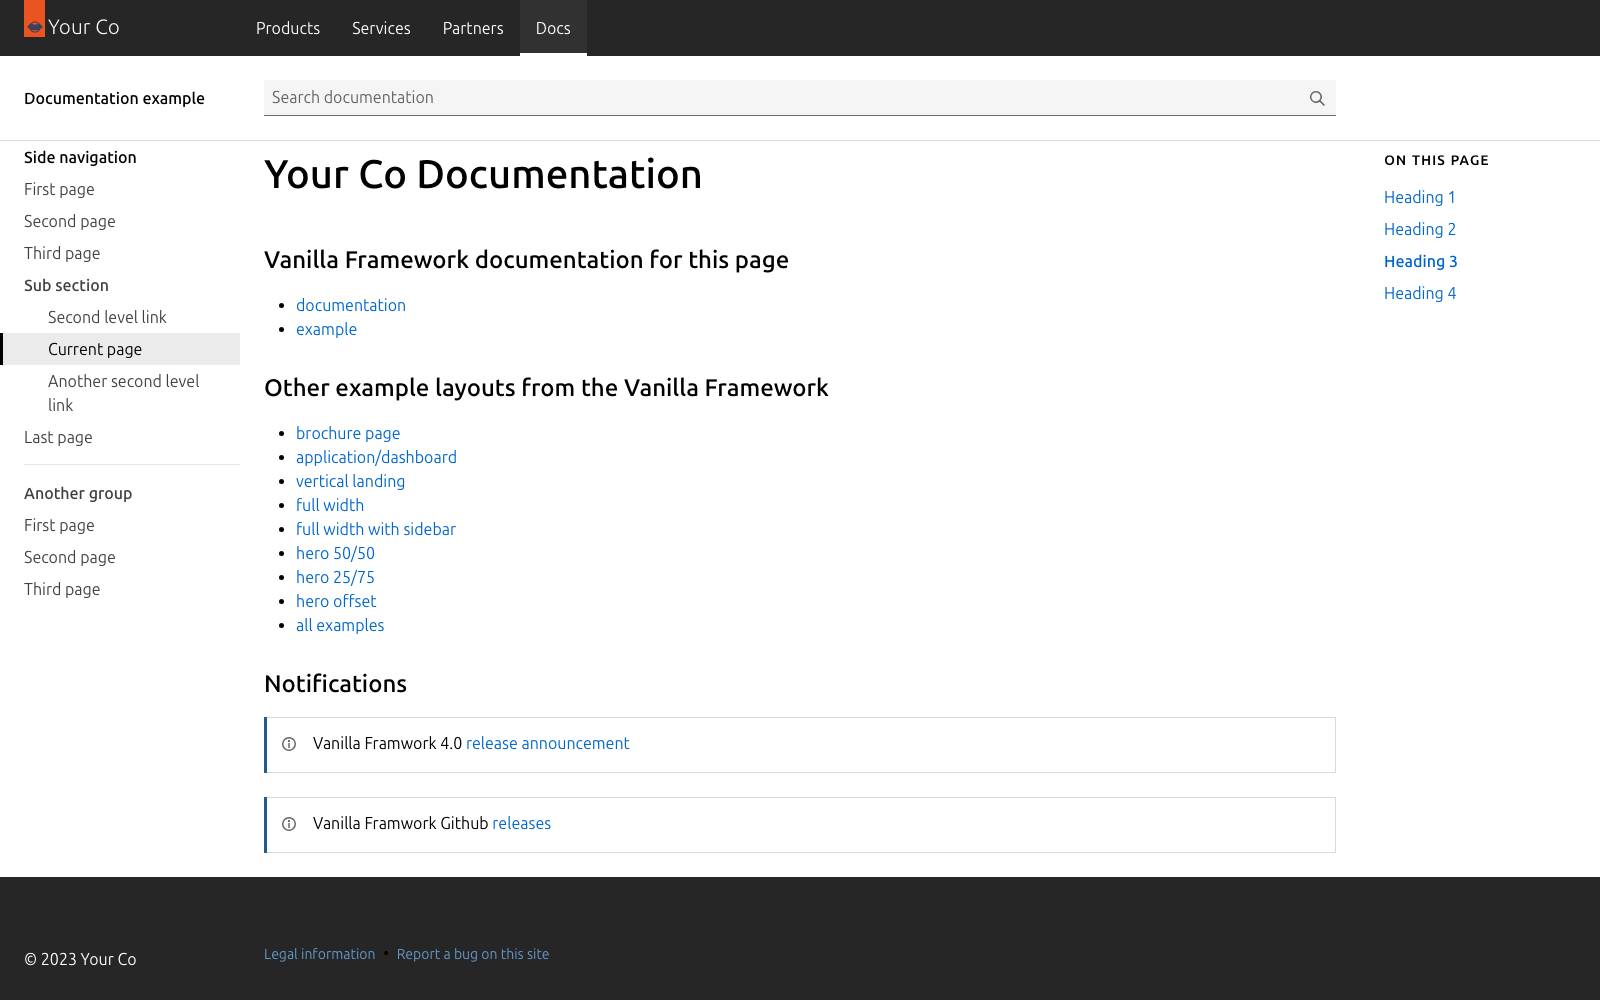 Your Co
Products
Services
Partners
Docs
Documentation example
Search documentation
Side navigation
First page
Second page
Third page
Sub section
Second level link
Current page
Another second level
link
Last page
Another group
First page
Second page
Third page
Your Co Documentation
Vanilla Framework documentation for this page
documentation
example
Other example layouts from the Vanilla Framework
brochure page
application/dashboard
vertical landing
full width
full width with sidebar
hero 50/50
hero 25/75
hero offset
all examples
Notifications
Vanilla Framwork 4.0 release announcement
Vanilla Framwork Github releases
ON THIS PAGE
Heading 1
Heading 2
Heading 3
Heading 4
© 2023 Your Co
Legal information • Report a bug on this site